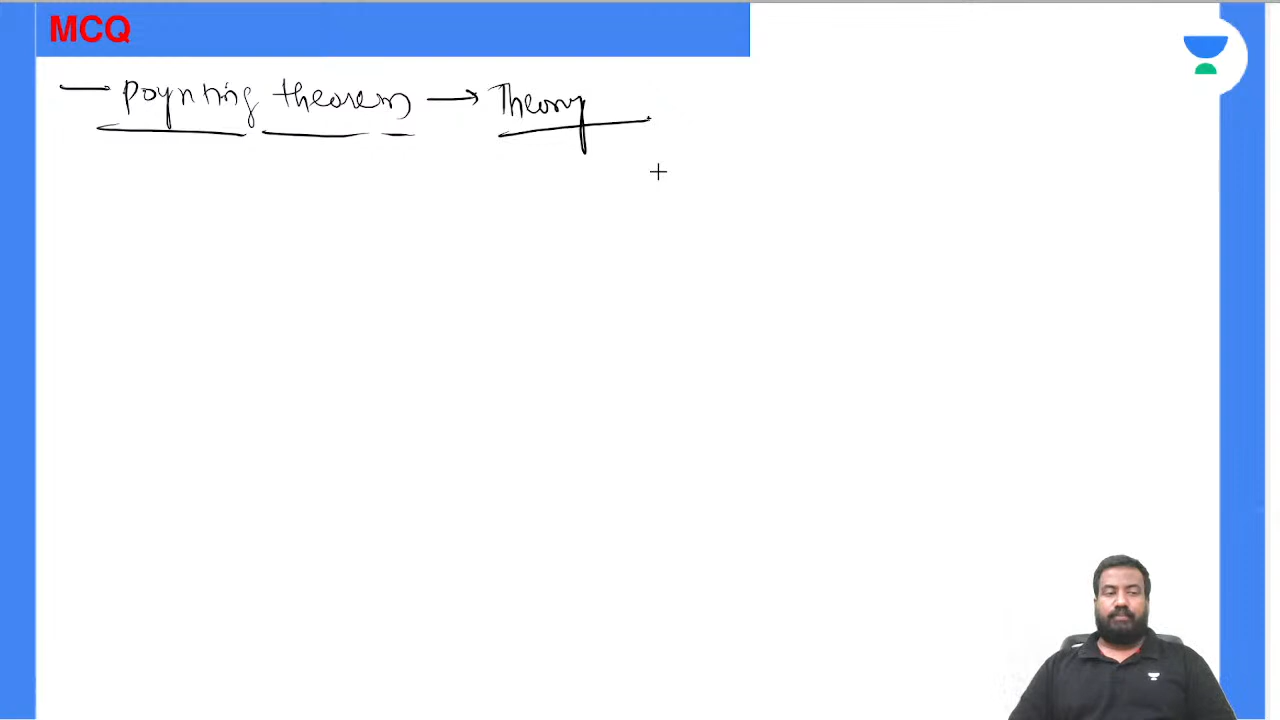 MCQ
— Poynting theorem → Theory